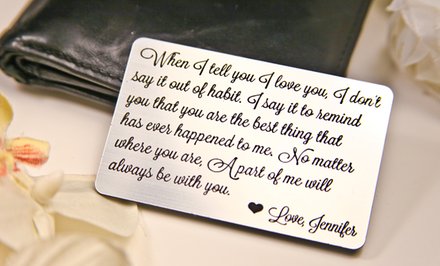 When I tell you I love you, I don't
say it out of habit. I say it to remind
you that you are the best thing that
has ever happened to me. No matter
where you are, A part of me will
always be with you.
Love, Jennifer